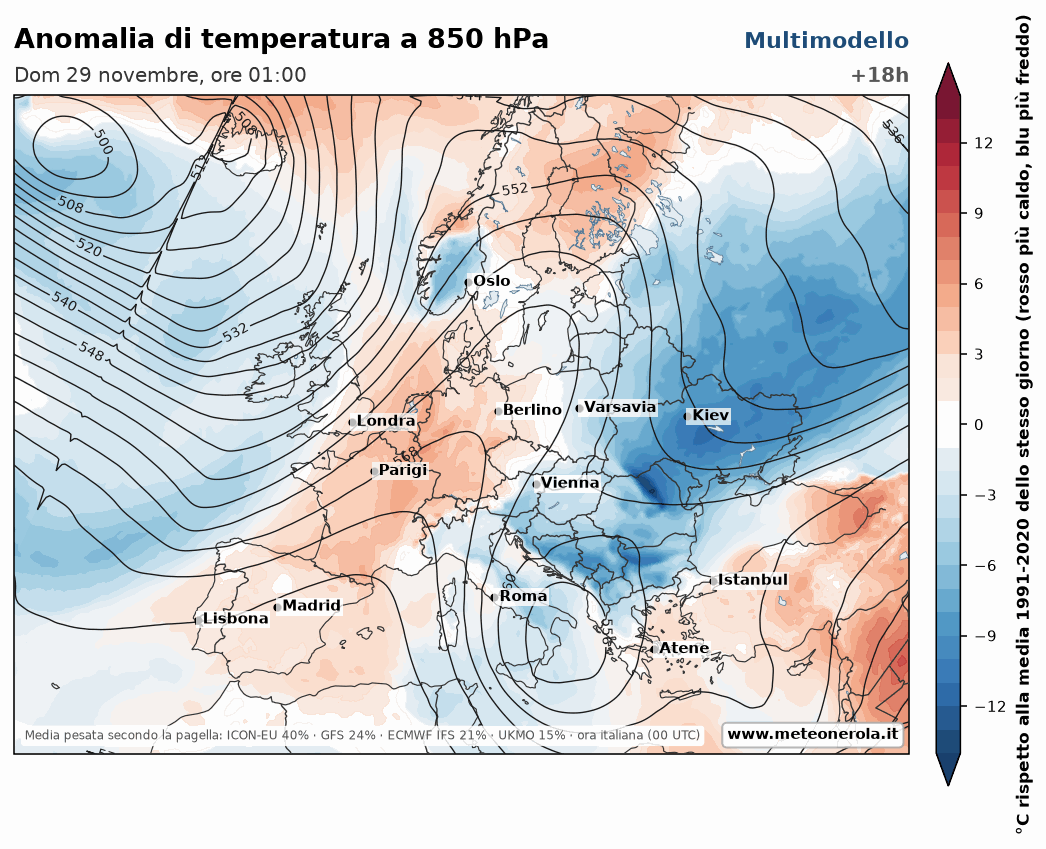 Anomalia di temperatura a 850 hPa
Multimodello
Dom 29 novembre, ore 01:00
+18h
500
508
520
540
548
532
552
536
Oslo
Londra
Berlino
Varsavia
Kiev
Parigi
Vienna
Istanbul
Roma
Madrid
Lisbona
Atene
Media pesata secondo la pagella: ICON-EU 40% · GFS 24% · ECMWF IFS 21% · UKMO 15% · ora italiana (00 UTC)
www.meteonerola.it
12
9
6
3
0
−3
−6
−9
−12
°C rispetto alla media 1991-2020 dello stesso giorno (rosso più caldo, blu più freddo)